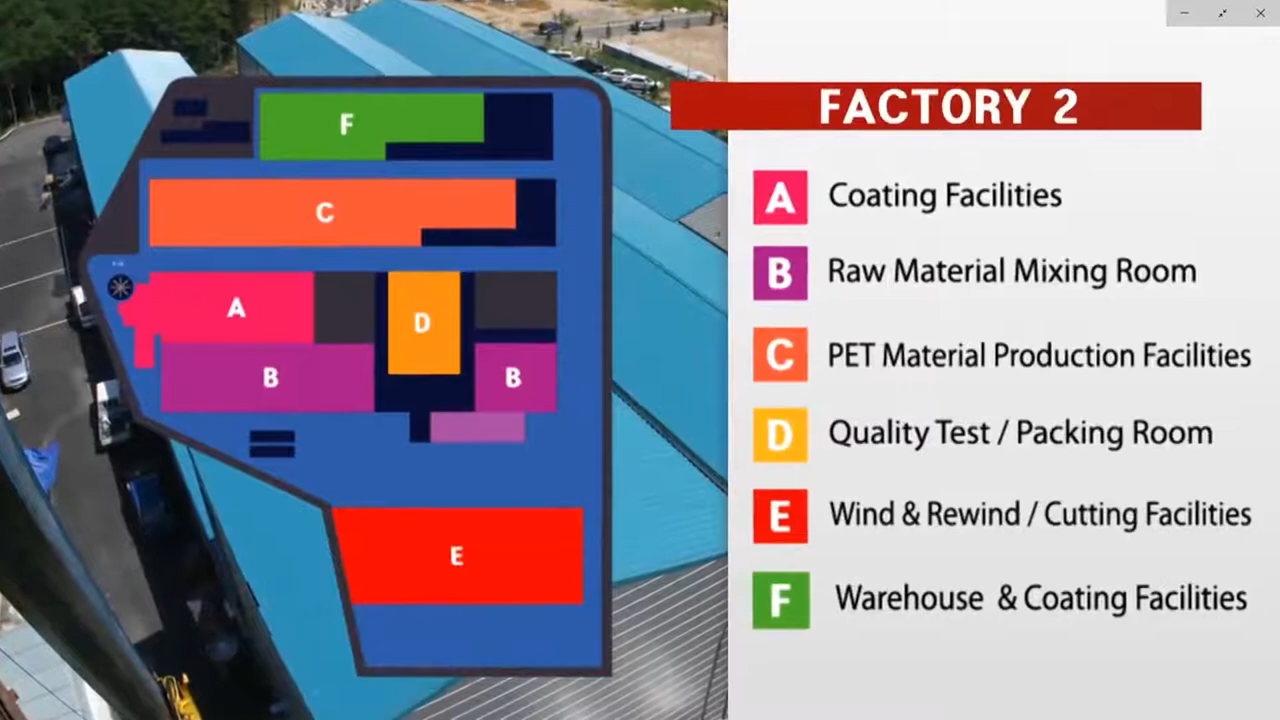 FACTORY 2
F
C
A
D
B
B
E
A Coating Facilities
B Raw Material Mixing Room
C PET Material Production Facilities
D Quality Test / Packing Room
E Wind & Rewind / Cutting Facilities
F Warehouse & Coating Facilities